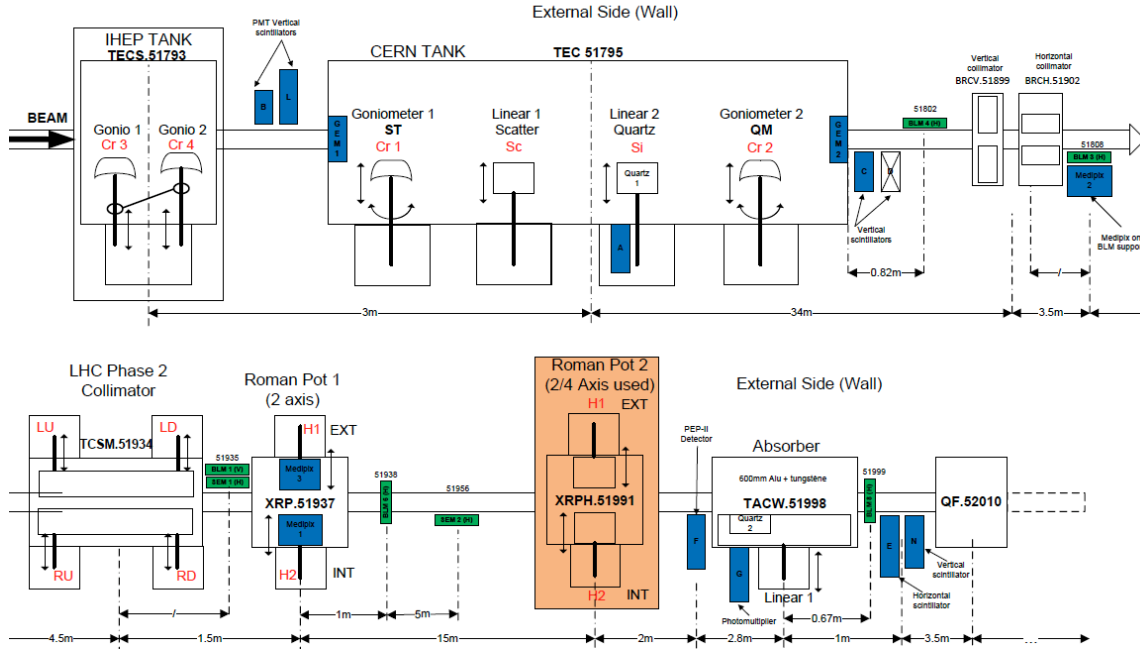 External Side (Wall)
IHEP TANK
TECS.51793
PMT Vertical
scintillators
CERN TANK
TEC 51795
Vertical
collimator
BRCV.51899
Horizontal
collimator
BRCH.51902
BEAM
Gonio 1
Cr 3
Gonio 2
Cr 4
B
L
GEM 1
Goniometer 1
ST
Cr 1
Linear 1
Scatter
Sc
Linear 2
Quartz
Si
Quartz
1
A
Goniometer 2
QM
Cr 2
GEM 2
51802
BLM 4 (H)
C
D
Vertical
scintillators
51808
Medipix
2
Medipix on
BLM support
0.82m
/
3m
34m
3.5m
LHC Phase 2
Collimator
LU
LD
TCSM.51934
RU
RD
51935
BLM 1 (V)
SEM 1 (H)
Roman Pot 1
(2 axis)
H1
EXT
Medipix
3
XRP.51937
Medipix
1
H2
INT
51938
BLM 6 (H)
51956
SEM 2 (H)
Roman Pot 2
(2/4 Axis used)
H1
EXT
XRPH.51991
H2
INT
External Side (Wall)
PEP-II
Detector
F
Absorber
600mm Alu + tungstène
TACW.51998
Quartz
2
G
Photomultiplier
Linear 1
51999
E
N
Vertical
scintillator
Horizontal
scintillator
QF.52010
/
1m
5m
0.67m
4.5m
1.5m
15m
2m
2.8m
1m
3.5m
...